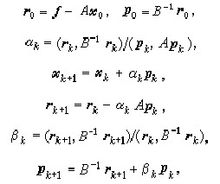 r₀ = f − Ax₀ , p₀ = B⁻¹ r₀ ,
αₖ = (rₖ, B⁻¹ rₖ)/(pₖ, Apₖ) ,
xₖ₊₁ = xₖ + αₖ pₖ ,
rₖ₊₁ = rₖ − αₖ Apₖ ,
βₖ = (rₖ₊₁, B⁻¹ rₖ₊₁)/(rₖ, B⁻¹ rₖ),
pₖ₊₁ = B⁻¹ rₖ₊₁ + βₖ pₖ ,